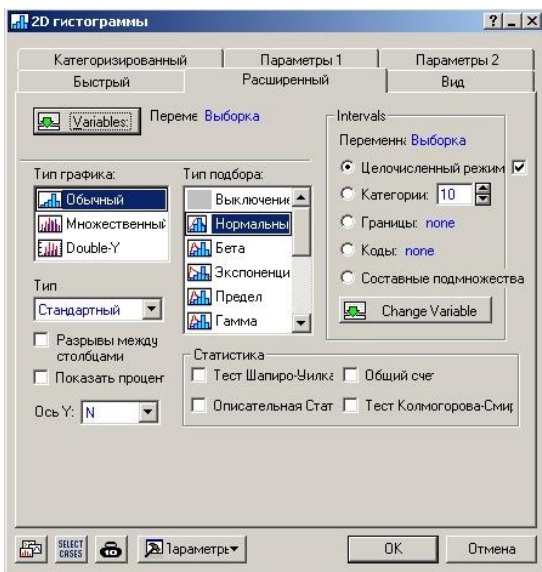 2D гистограммы
Категоризированный Параметры 1 Параметры 2
Быстрый Расширенный Вид
Variables: Переме Выборка
Intervals
Переменна Выборка
Целочисленный режим
Категории: 10
Границы: none
Коды: none
Составные подмножества
Change Variable
Тип графика:
Обычный
Множественный
Double-Y
Тип подбора:
Выключение
Нормальны
Бета
Экспоненци
Предел
Гамма
Тип
Стандартный
Разрывы между
столбцами
Показать процент
Ось Y: N
Статистика
Тест Шапиро-Уилка Общий счет
Описательная Стат Тест Колмогорова-Смир
SELECT
CASES
Параметры
OK Отмена